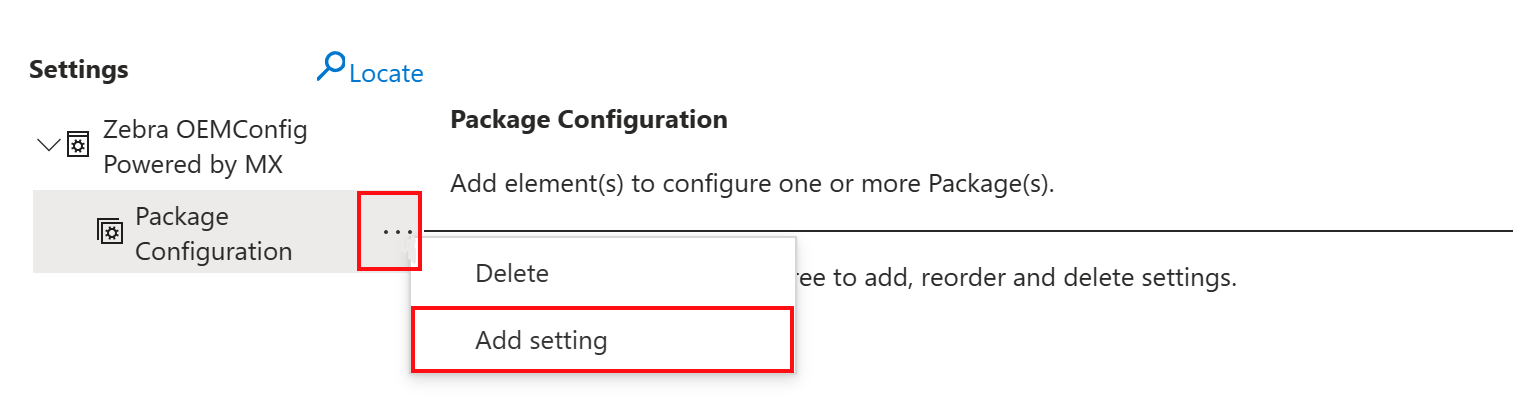 Settings
Locate
Zebra OEMConfig
Powered by MX
Package
Configuration
...
Package Configuration
Add element(s) to configure one or more Package(s).
to add, reorder and delete settings.
Delete
Add setting